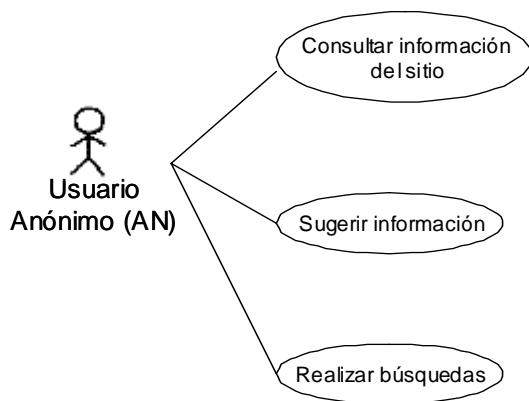 Consultar información
del sitio
Usuario
Anónimo (AN)
Sugerir información
Realizar búsquedas